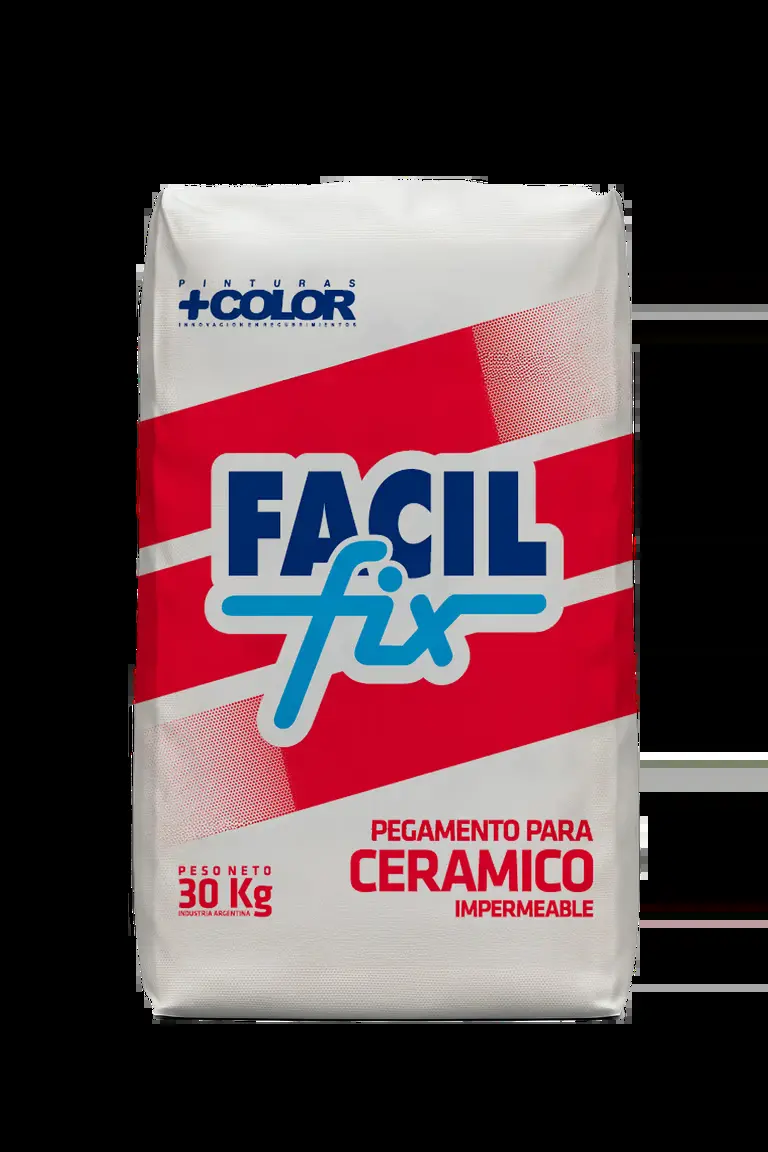 PINTURAS
+COLOR
INNOVACION EN RECUBRIMIENTOS
FACIL
fix
PEGAMENTO PARA
CERAMICO
IMPERMEABLE
PESO NETO
30 Kg
INDUSTRIA ARGENTINA